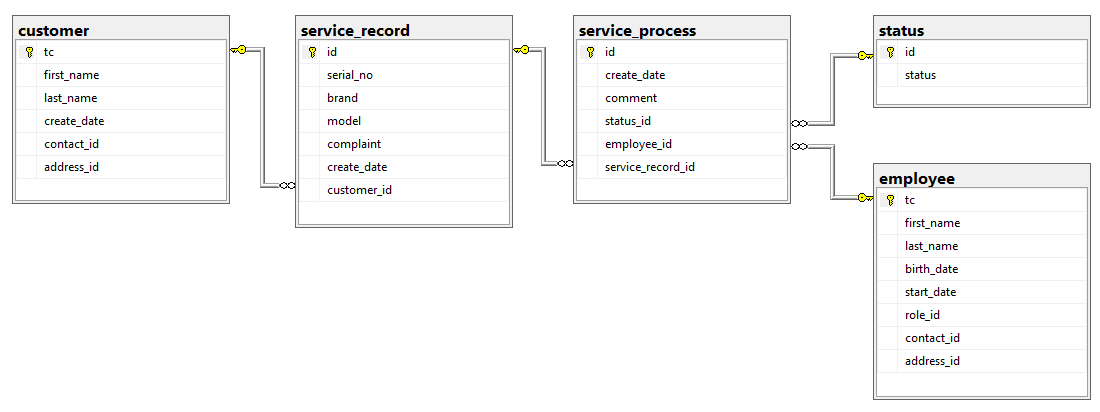 customer
tc
first_name
last_name
create_date
contact_id
address_id
service_record
id
serial_no
brand
model
complaint
create_date
customer_id
service_process
id
create_date
comment
status_id
employee_id
service_record_id
status
id
status
employee
tc
first_name
last_name
birth_date
start_date
role_id
contact_id
address_id